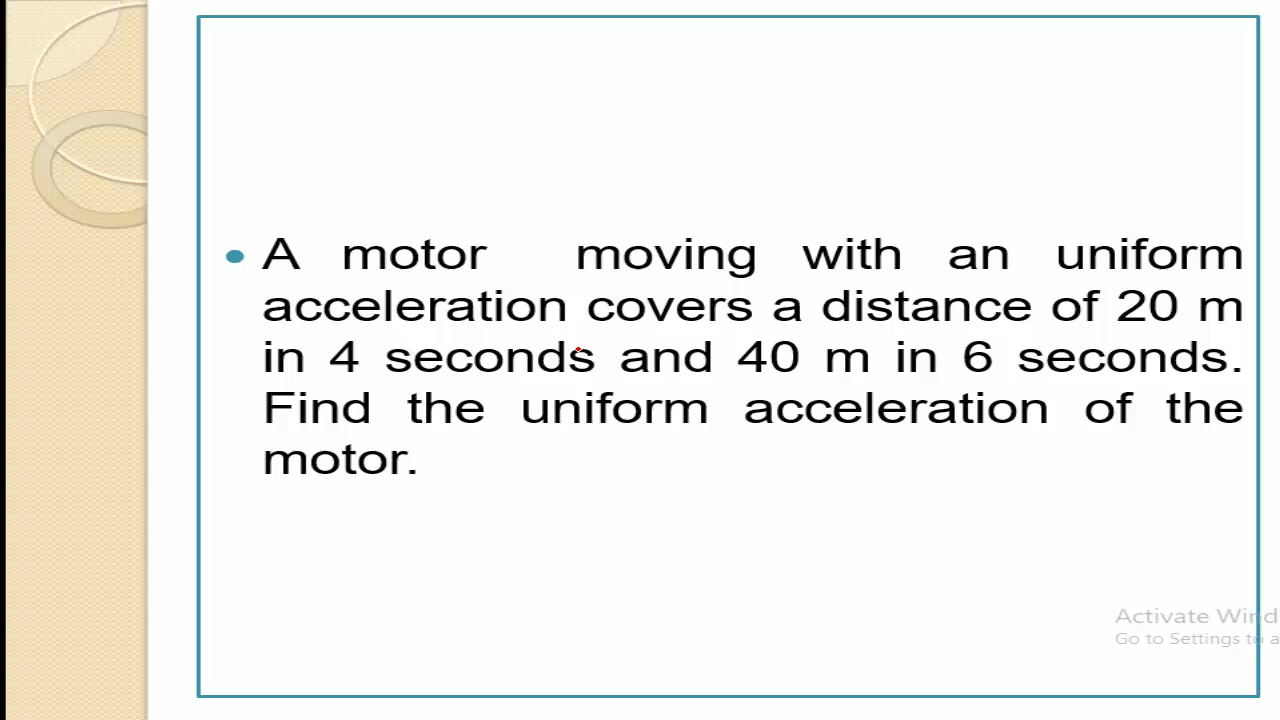 A motor moving with an uniform
acceleration covers a distance of 20 m
in 4 seconds and 40 m in 6 seconds.
Find the uniform acceleration of the
motor.
Activate Wind
Go to Settings to a